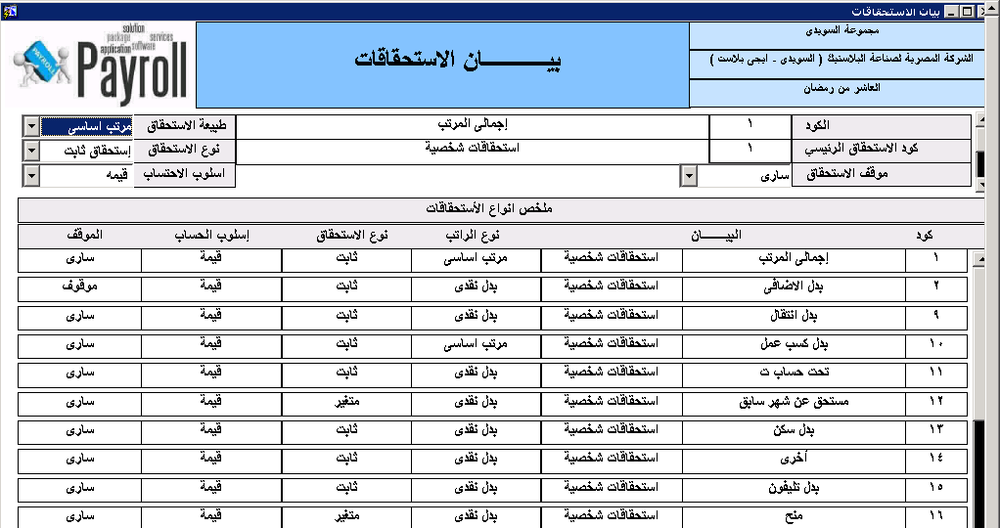 بيان الاستحقاقات
مجموعة السويدى
الشركة المصرية لصناعة البلاستيك ( السويدى - ايجى بلاست )
العاشر من رمضان
بيـــــــــان الاستحقاقات
solution
package services
application software
PAYROLL
Payroll
الكود ١ إجمالى المرتب طبيعة الاستحقاق مرتب اساسى
كود الاستحقاق الرئيسي ١ استحقاقات شخصية نوع الاستحقاق إستحقاق ثابت
موقف الاستحقاق سارى اسلوب الاحتساب قيمه
ملخص انواع الأستحقاقات
كود البيـــــان نوع الراتب نوع الاستحقاق إسلوب الحساب الموقف
١ إجمالى المرتب استحقاقات شخصية مرتب اساسى ثابت قيمة سارى
٢ بدل الاضافى استحقاقات شخصية بدل نقدى ثابت قيمة موقوف
٩ بدل انتقال استحقاقات شخصية بدل نقدى ثابت قيمة سارى
١٠ بدل كسب عمل استحقاقات شخصية مرتب اساسى ثابت قيمة سارى
١١ تحت حساب ت استحقاقات شخصية بدل نقدى ثابت قيمة سارى
١٢ مستحق عن شهر سابق استحقاقات شخصية بدل نقدى متغير قيمة سارى
١٣ بدل سكن استحقاقات شخصية بدل نقدى ثابت قيمة سارى
١٤ أخرى استحقاقات شخصية بدل نقدى ثابت قيمة سارى
١٥ بدل تليفون استحقاقات شخصية بدل نقدى ثابت قيمة سارى
١٦ منح استحقاقات شخصية بدل نقدى متغير قيمة سارى